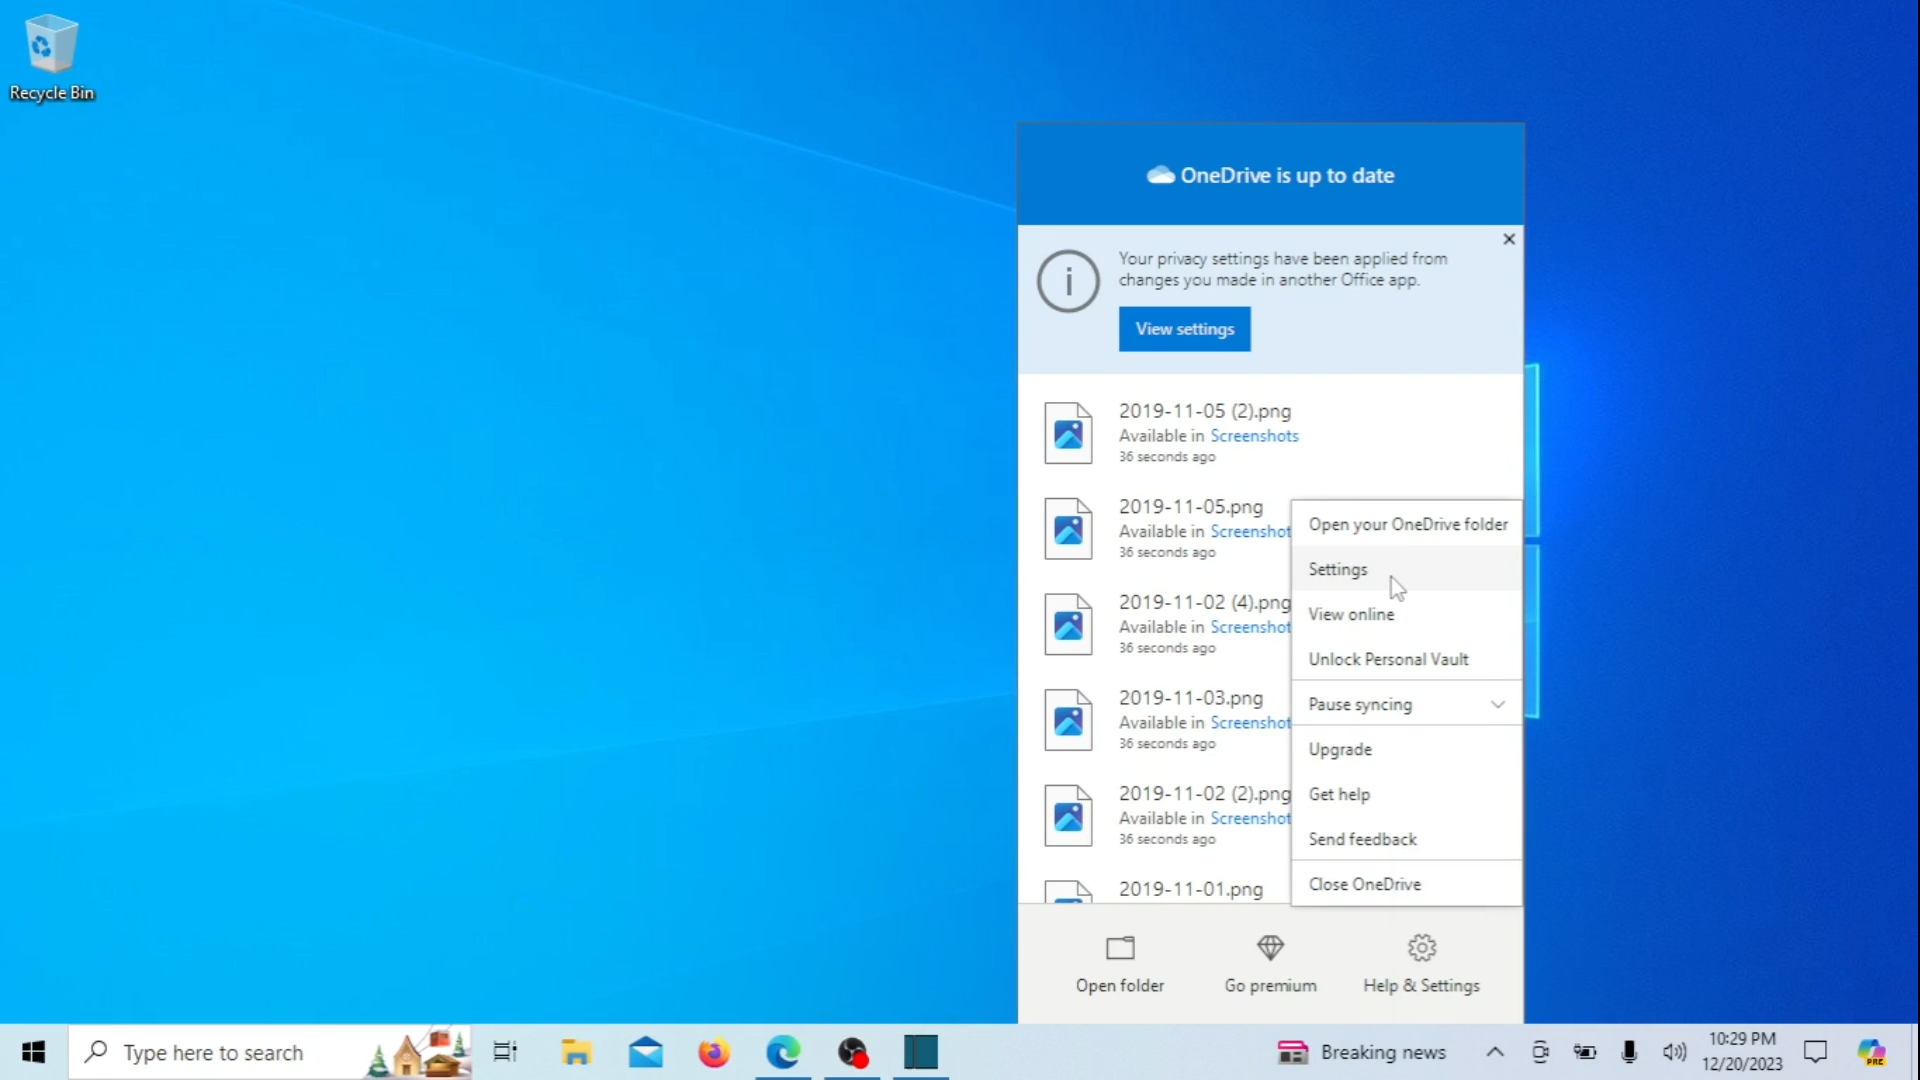 Recycle Bin
OneDrive is up to date
Your privacy settings have been applied from
changes you made in another Office app.
View settings
2019-11-05 (2).png
Available in Screenshots
36 seconds ago
2019-11-05.png
Available in Screenshot
36 seconds ago
2019-11-02 (4).png
Available in Screenshot
36 seconds ago
2019-11-03.png
Available in Screenshot
36 seconds ago
2019-11-02 (2).png
Available in Screenshot
36 seconds ago
2019-11-01.png
Open your OneDrive folder
Settings
View online
Unlock Personal Vault
Pause syncing
Upgrade
Get help
Send feedback
Close OneDrive
Open folder
Go premium
Help & Settings
Type here to search
Breaking news
10:29 PM
12/20/2023
PRE